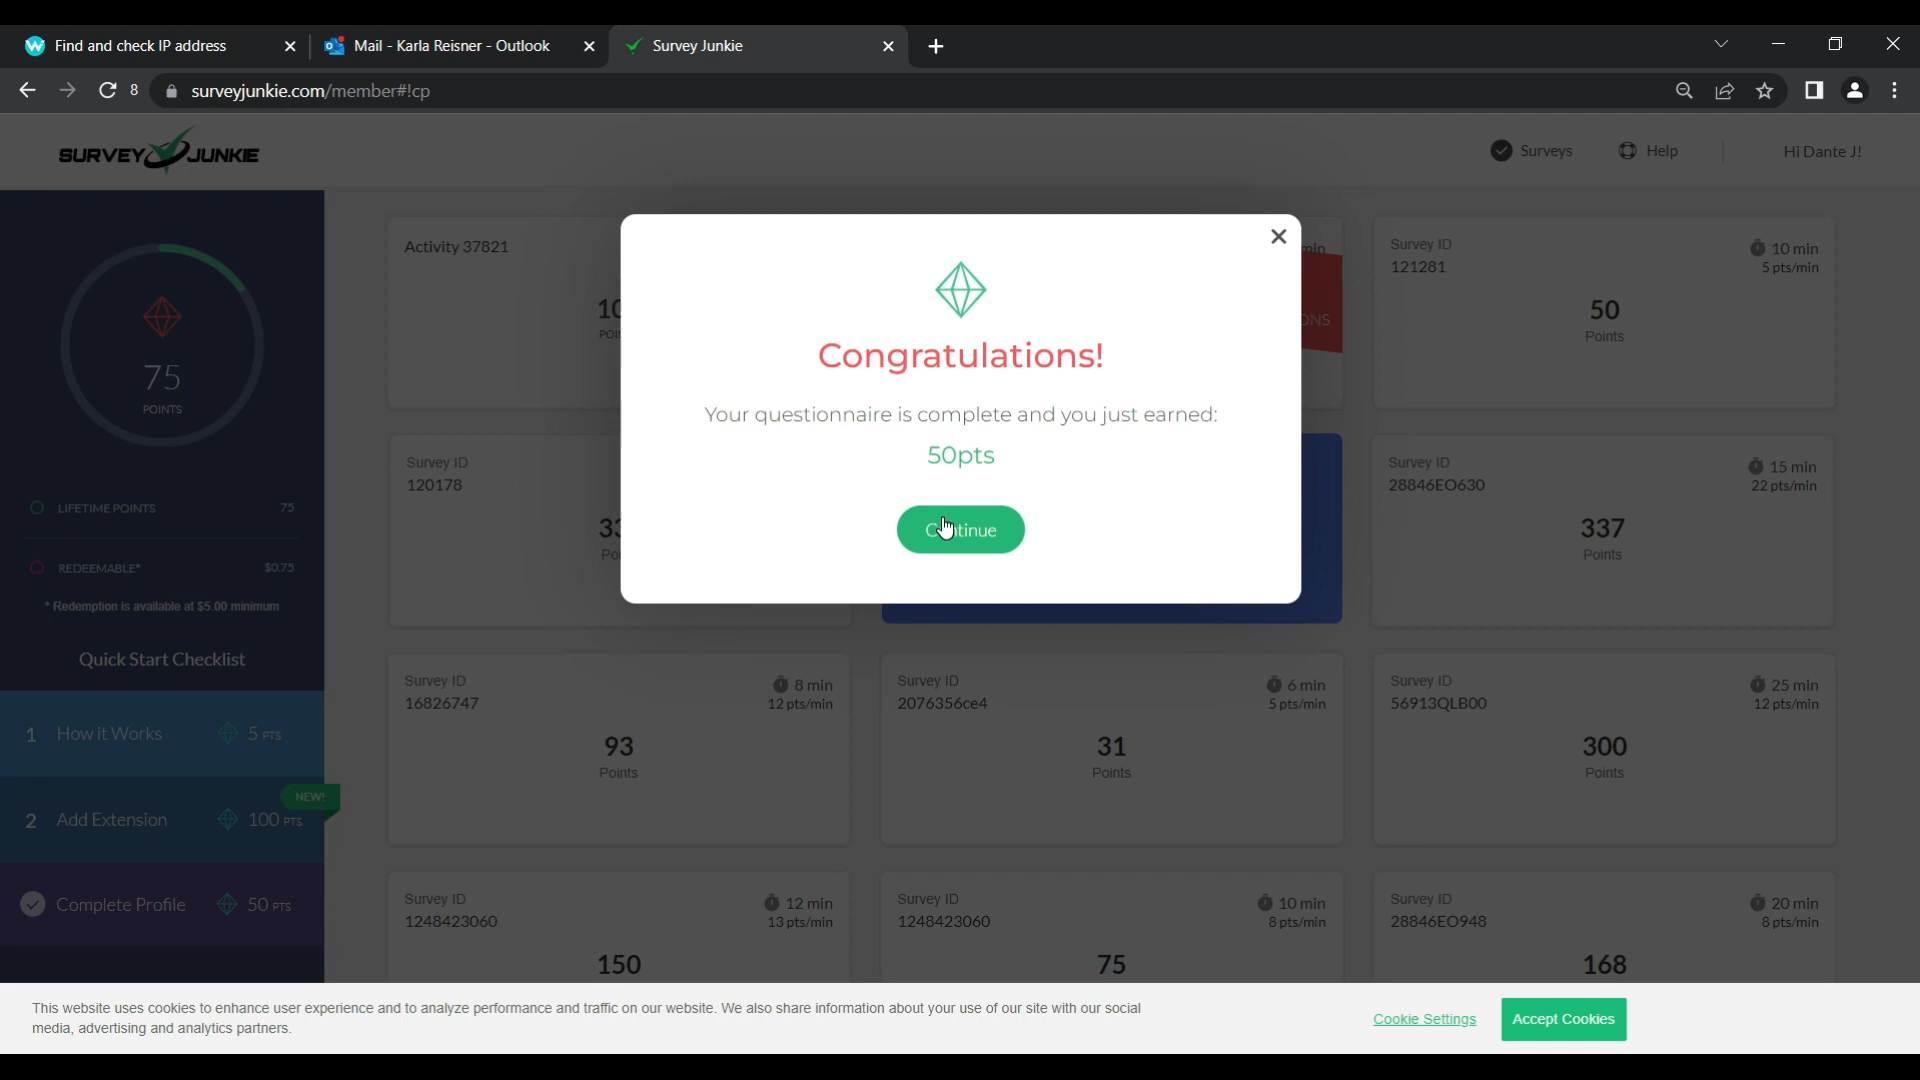 Find and check IP address
Mail - Karla Reisner - Outlook
Survey Junkie
8
surveyjunkie.com/member#!cp
SURVEY JUNKIE
Surveys
Help
Hi Dante J!
75
POINTS
LIFETIME POINTS 75
REDEEMABLE* $0.75
* Redemption is available at $5.00 minimum
Quick Start Checklist
1 How it Works 5 PTS
NEW!
2 Add Extension 100 PTS
Complete Profile 50 PTS
Activity 37821
Survey ID
121281
10 min
5 pts/min
50
Points
Congratulations!
Your questionnaire is complete and you just earned:
50pts
Survey ID
120178
Survey ID
28846EO630
15 min
22 pts/min
337
Points
Survey ID
16826747
8 min
12 pts/min
93
Points
Survey ID
2076356ce4
6 min
5 pts/min
31
Points
Survey ID
56913QLB00
25 min
12 pts/min
300
Points
Survey ID
1248423060
12 min
13 pts/min
150
Survey ID
1248423060
10 min
8 pts/min
75
Survey ID
28846EO948
20 min
8 pts/min
168
This website uses cookies to enhance user experience and to analyze performance and traffic on our website. We also share information about your use of our site with our social
media, advertising and analytics partners.
Cookie Settings
Accept Cookies